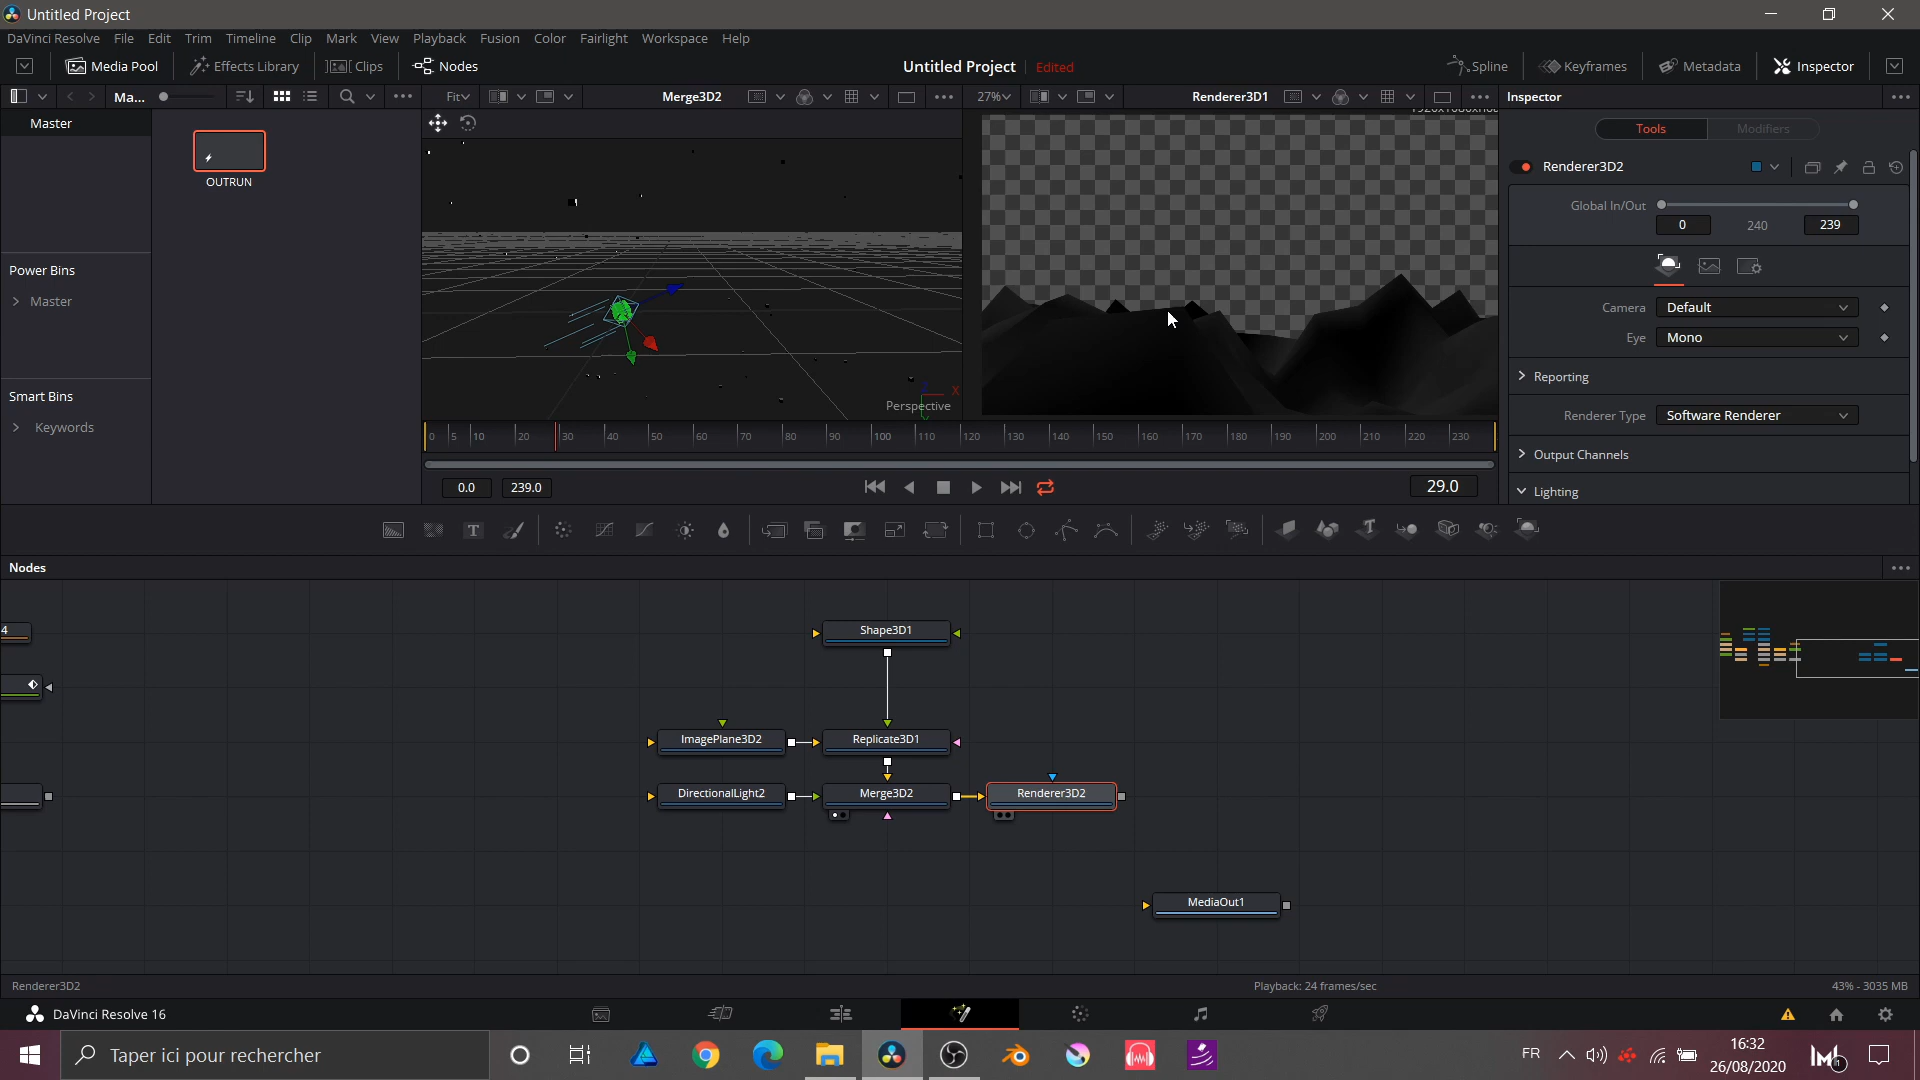 Untitled Project
DaVinci Resolve File Edit Trim Timeline Clip Mark View Playback Fusion Color Fairlight Workspace Help
Media Pool Effects Library Clips Nodes Untitled Project Edited Spline Keyframes Metadata Inspector
Ma... Fit Merge3D2 27% Renderer3D1 Inspector
Master
OUTRUN
Power Bins
Master
Smart Bins
Keywords
Perspective
X
Tools Modifiers
Renderer3D2
Global In/Out
0 240 239
Camera Default
Eye Mono
Reporting
Renderer Type Software Renderer
Output Channels
Lighting
0 5 10 20 30 40 50 60 70 80 90 100 110 120 130 140 150 160 170 180 190 200 210 220 230
0.0 239.0 29.0
Nodes
4
Shape3D1
ImagePlane3D2 Replicate3D1
DirectionalLight2 Merge3D2 Renderer3D2
MediaOut1
Renderer3D2 Playback: 24 frames/sec 43% - 3035 MB
DaVinci Resolve 16
Taper ici pour rechercher
FR 16:32
26/08/2020
1